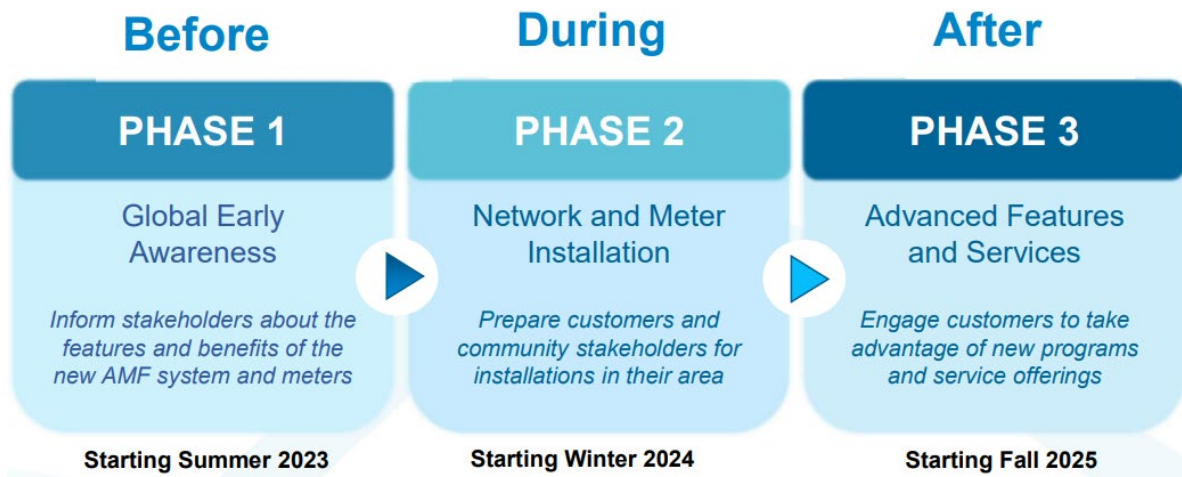 Before
During
After
PHASE 1
PHASE 2
PHASE 3
Global Early
Awareness
Network and Meter
Installation
Advanced Features
and Services
Inform stakeholders about the
features and benefits of the
new AMF system and meters
Prepare customers and
community stakeholders for
installations in their area
Engage customers to take
advantage of new programs
and service offerings
Starting Summer 2023
Starting Winter 2024
Starting Fall 2025